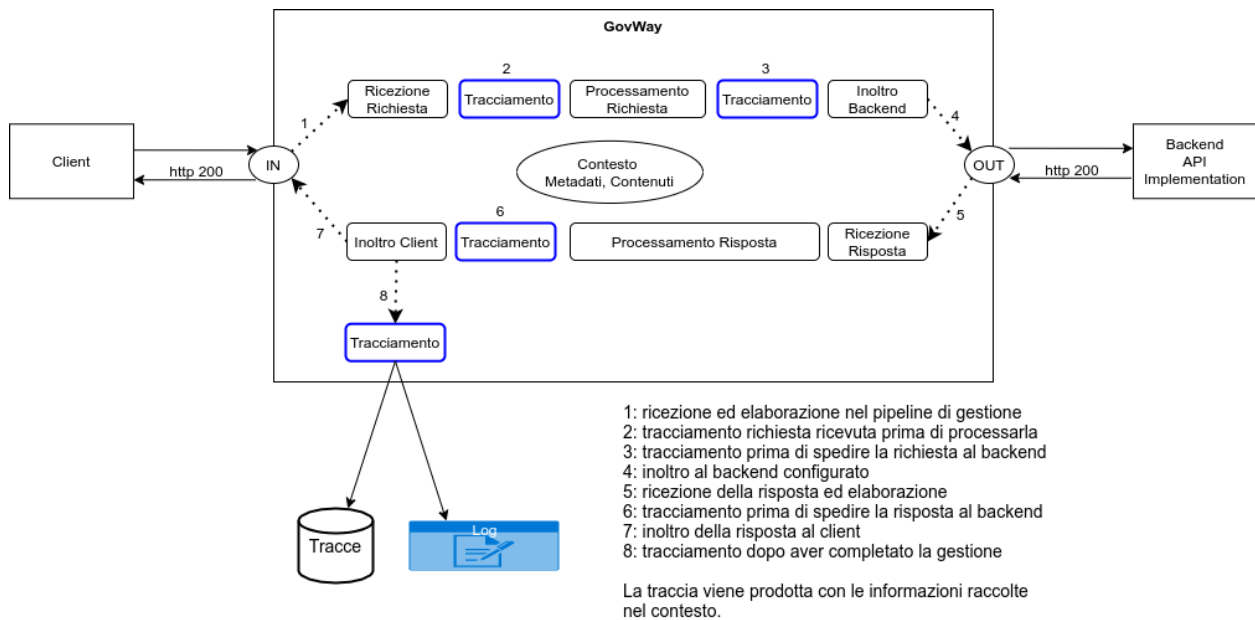 GovWay
2
3
Ricezione
Richiesta
Tracciamento
Processamento
Richiesta
Tracciamento
Inoltro
Backend
1
4
Client
http 200
IN
Contesto
Metadati, Contenuti
OUT
http 200
Backend
API
Implementation
6
7
5
Inoltro Client
Tracciamento
Processamento Risposta
Ricezione
Risposta
8
Tracciamento
Tracce
Log
1: ricezione ed elaborazione nel pipeline di gestione
2: tracciamento richiesta ricevuta prima di processarla
3: tracciamento prima di spedire la richiesta al backend
4: inoltro al backend configurato
5: ricezione della risposta ed elaborazione
6: tracciamento prima di spedire la risposta al backend
7: inoltro della risposta al client
8: tracciamento dopo aver completato la gestione
La traccia viene prodotta con le informazioni raccolte
nel contesto.